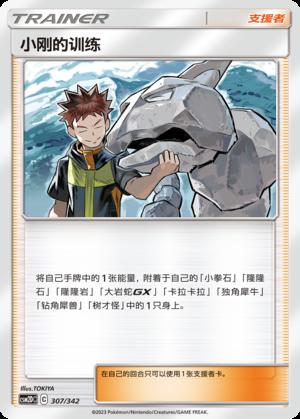 TRAINER 支援者
小刚的训练
将自己手牌中的1张能量，附着于自己的「小拳石」「隆隆
石」「隆隆岩」「大岩蛇GX」「卡拉卡拉」「独角犀牛」
「钻角犀兽」「树才怪」中的1只身上。
在自己的回合只可以使用1张支援者卡。
Illus.TOKIYA
CSM2DC C 307/342
©2023 Pokémon/Nintendo/Creatures/GAME FREAK.